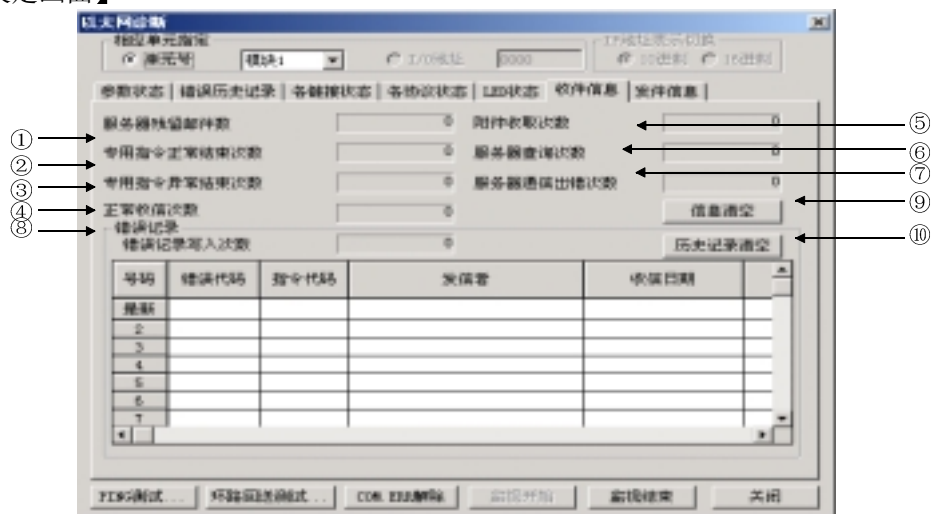 以太网诊断
相应单元指定
单元号 模块1 I/O地址 0000
IP地址表示切换
10进制 16进制
参数状态 错误历史记录 各链接状态 各协议状态 LED状态 收件信息 发件信息
服务器残留邮件数 0 附件收取次数 0
专用指令正常结束次数 0 服务器查询次数 0
专用指令异常结束次数 0 服务器通信出错次数 0
正常收信次数 0 信息清空
错误记录
错误记录写入次数 0 历史记录清空
① ② ③ ④ ⑧
⑤ ⑥ ⑦ ⑨ ⑩
号码 错误代码 指令代码 发信者 收信日期
最新
2
3
4
5
6
7
PING测试... 环路回送测试... COM. ERR解除 监视开始 监视结束 关闭